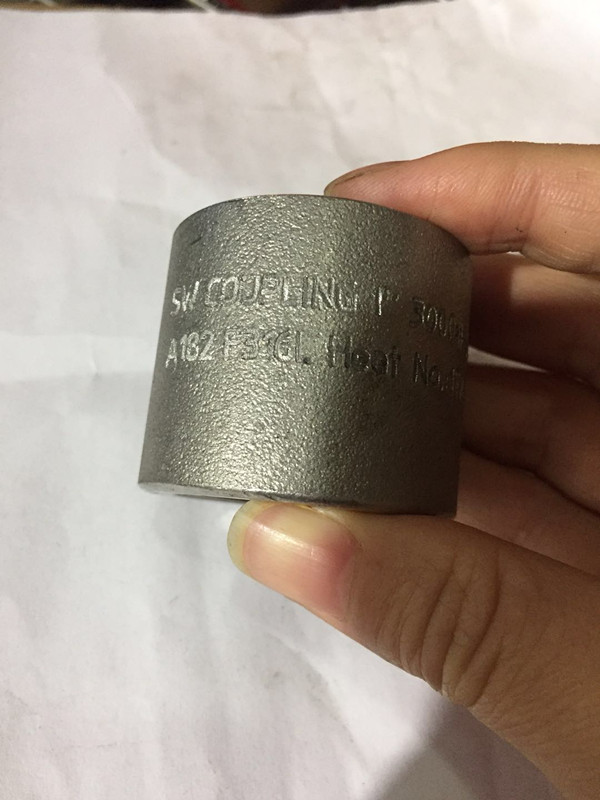 SW COUPLING 1" 3000
A182 F316L Heat No.